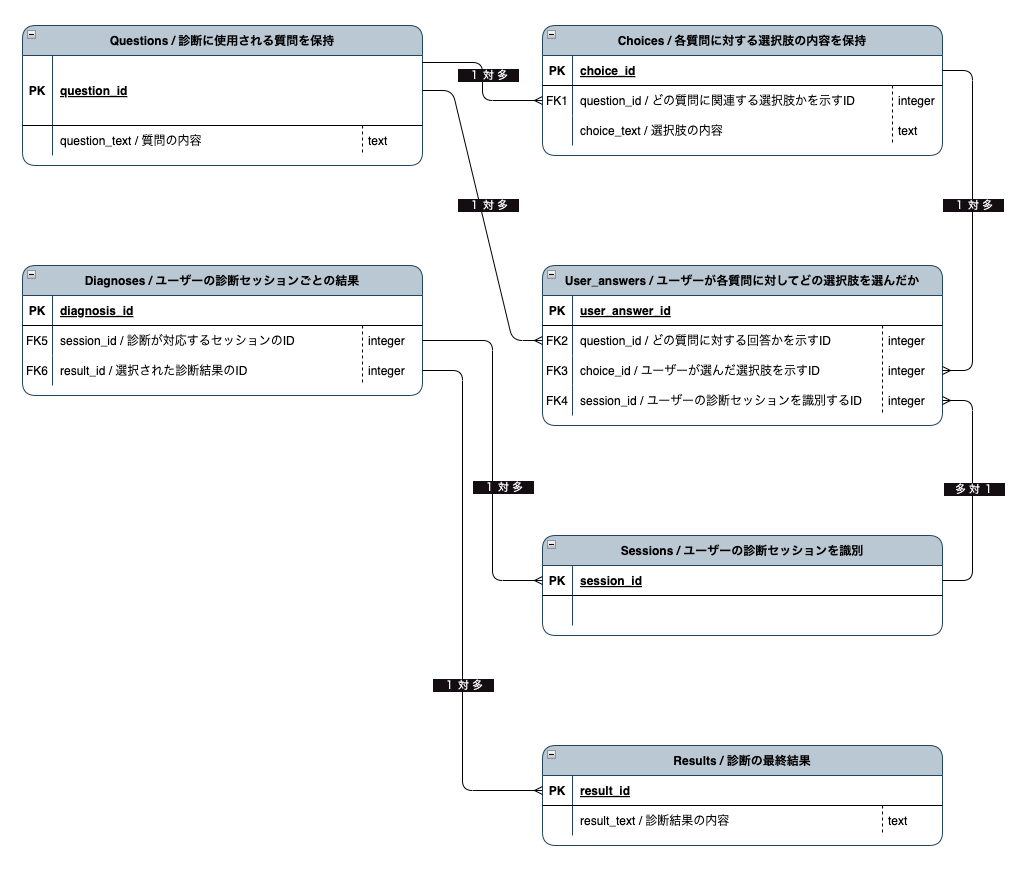 Questions / 診断に使用される質問を保持
PK question_id
question_text / 質問の内容 text
1 対 多
Choices / 各質問に対する選択肢の内容を保持
PK choice_id
FK1 question_id / どの質問に関連する選択肢かを示すID integer
choice_text / 選択肢の内容 text
1 対 多
1 対 多
Diagnoses / ユーザーの診断セッションごとの結果
PK diagnosis_id
FK5 session_id / 診断が対応するセッションのID integer
FK6 result_id / 選択された診断結果のID integer
User_answers / ユーザーが各質問に対してどの選択肢を選んだか
PK user_answer_id
FK2 question_id / どの質問に対する回答かを示すID integer
FK3 choice_id / ユーザーが選んだ選択肢を示すID integer
FK4 session_id / ユーザーの診断セッションを識別するID integer
1 対 多
多 対 1
Sessions / ユーザーの診断セッションを識別
PK session_id
1 対 多
Results / 診断の最終結果
PK result_id
result_text / 診断結果の内容 text